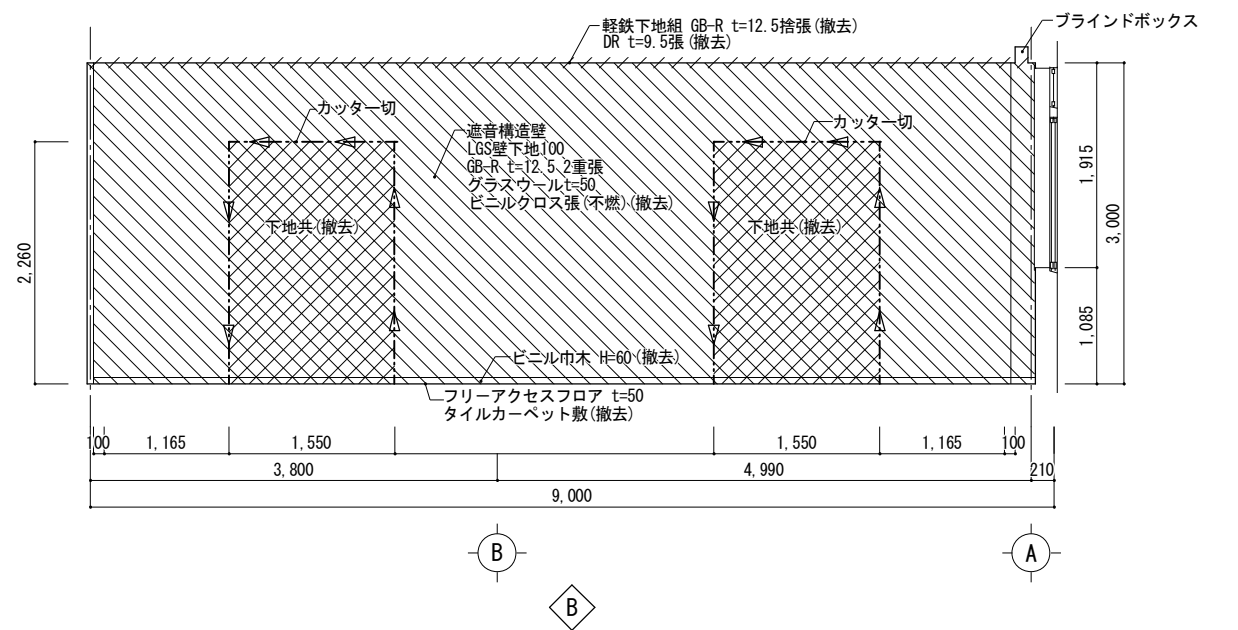 軽鉄下地組 GB-R t=12.5捨張(撤去)
DR t=9.5張(撤去)
ブラインドボックス
カッター切
遮音構造壁
LGS壁下地100
GB-R t=12.5 2重張
グラスウールt=50
ビニルクロス張(不燃)(撤去)
カッター切
下地共(撤去)
下地共(撤去)
2,260
1,915
3,000
1,085
ビニル巾木 H=60(撤去)
フリーアクセスフロア t=50
タイルカーペット敷(撤去)
100
1,165
1,550
1,550
1,165
100
3,800
4,990
210
9,000
B
A
B